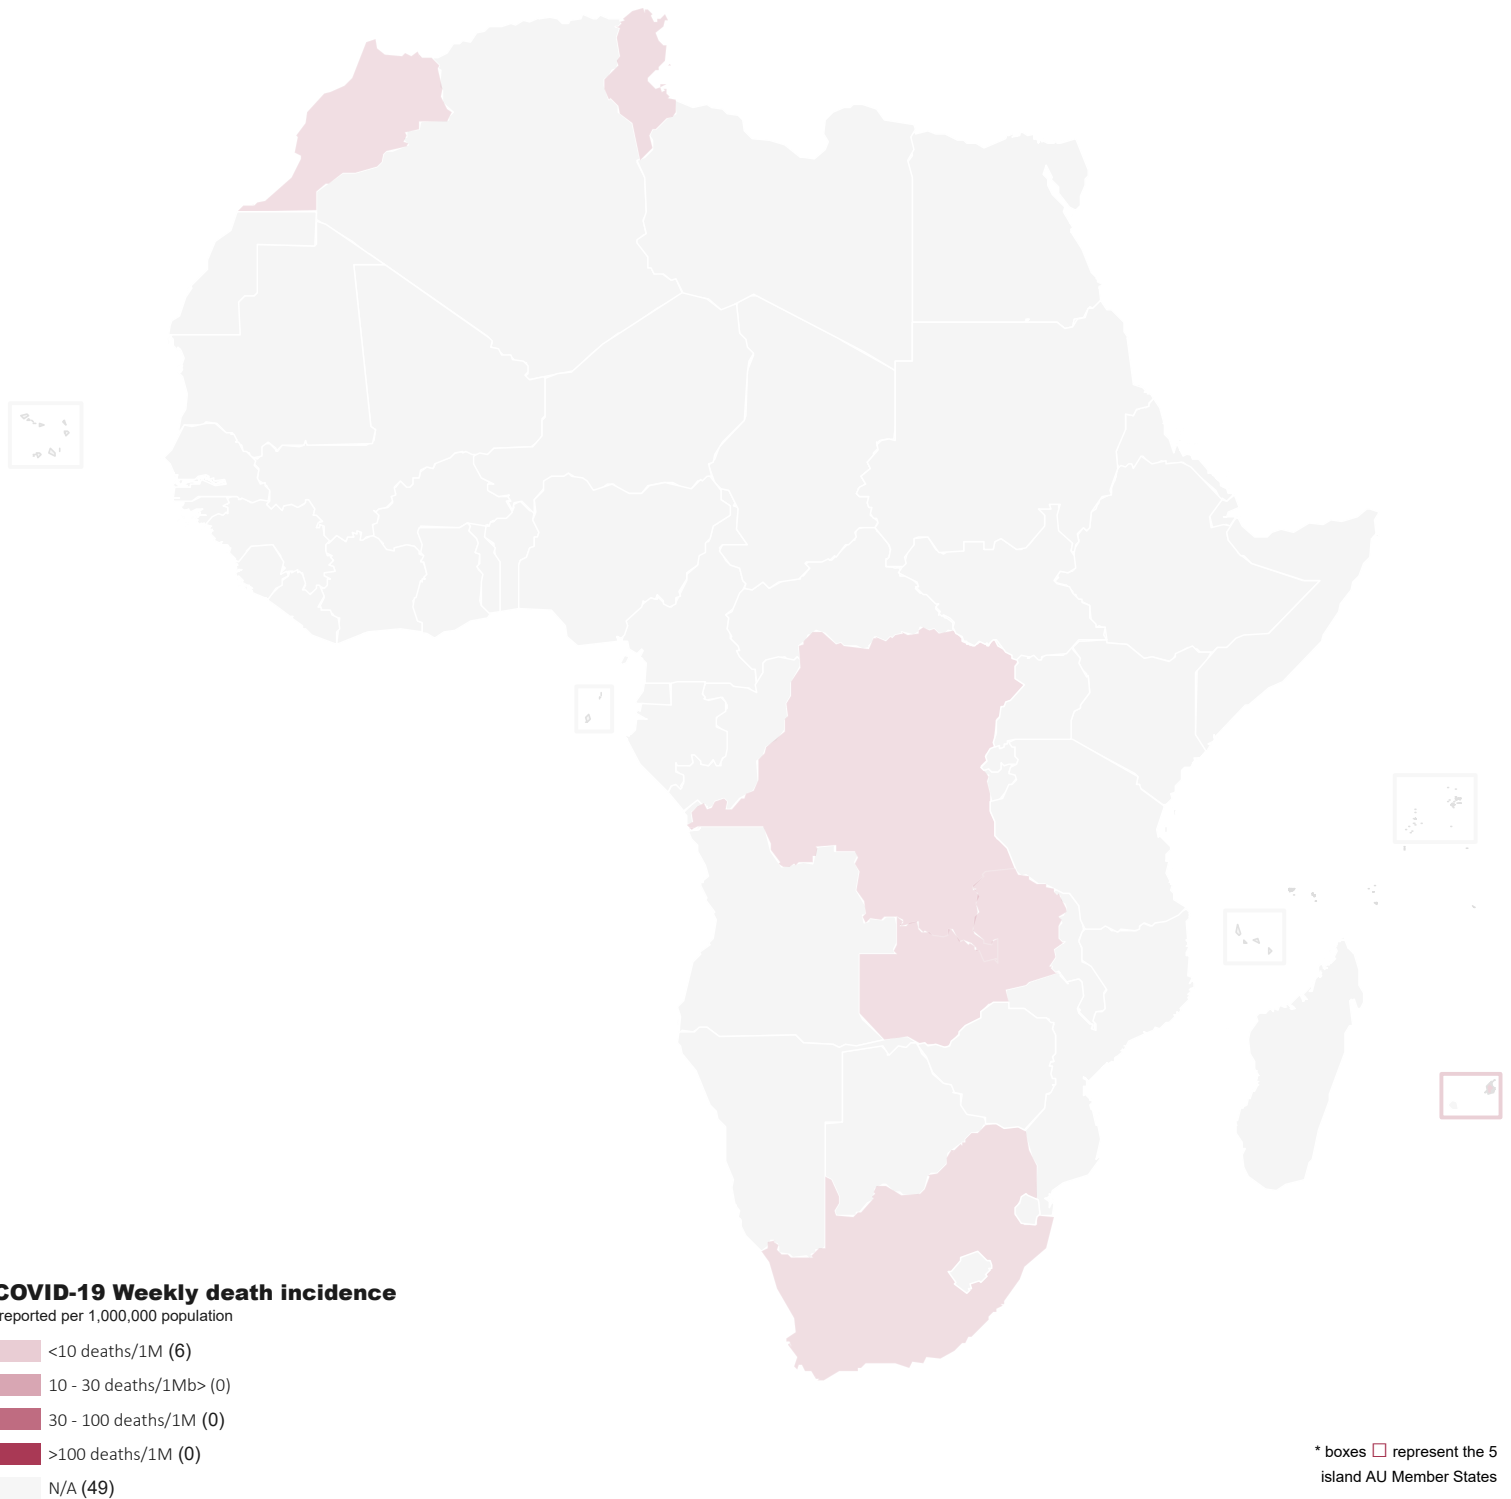 COVID-19 Weekly death incidence
reported per 1,000,000 population
<10 deaths/1M (6)
10 - 30 deaths/1Mb> (0)
30 - 100 deaths/1M (0)
>100 deaths/1M (0)
N/A (49)
* boxes represent the 5
island AU Member States